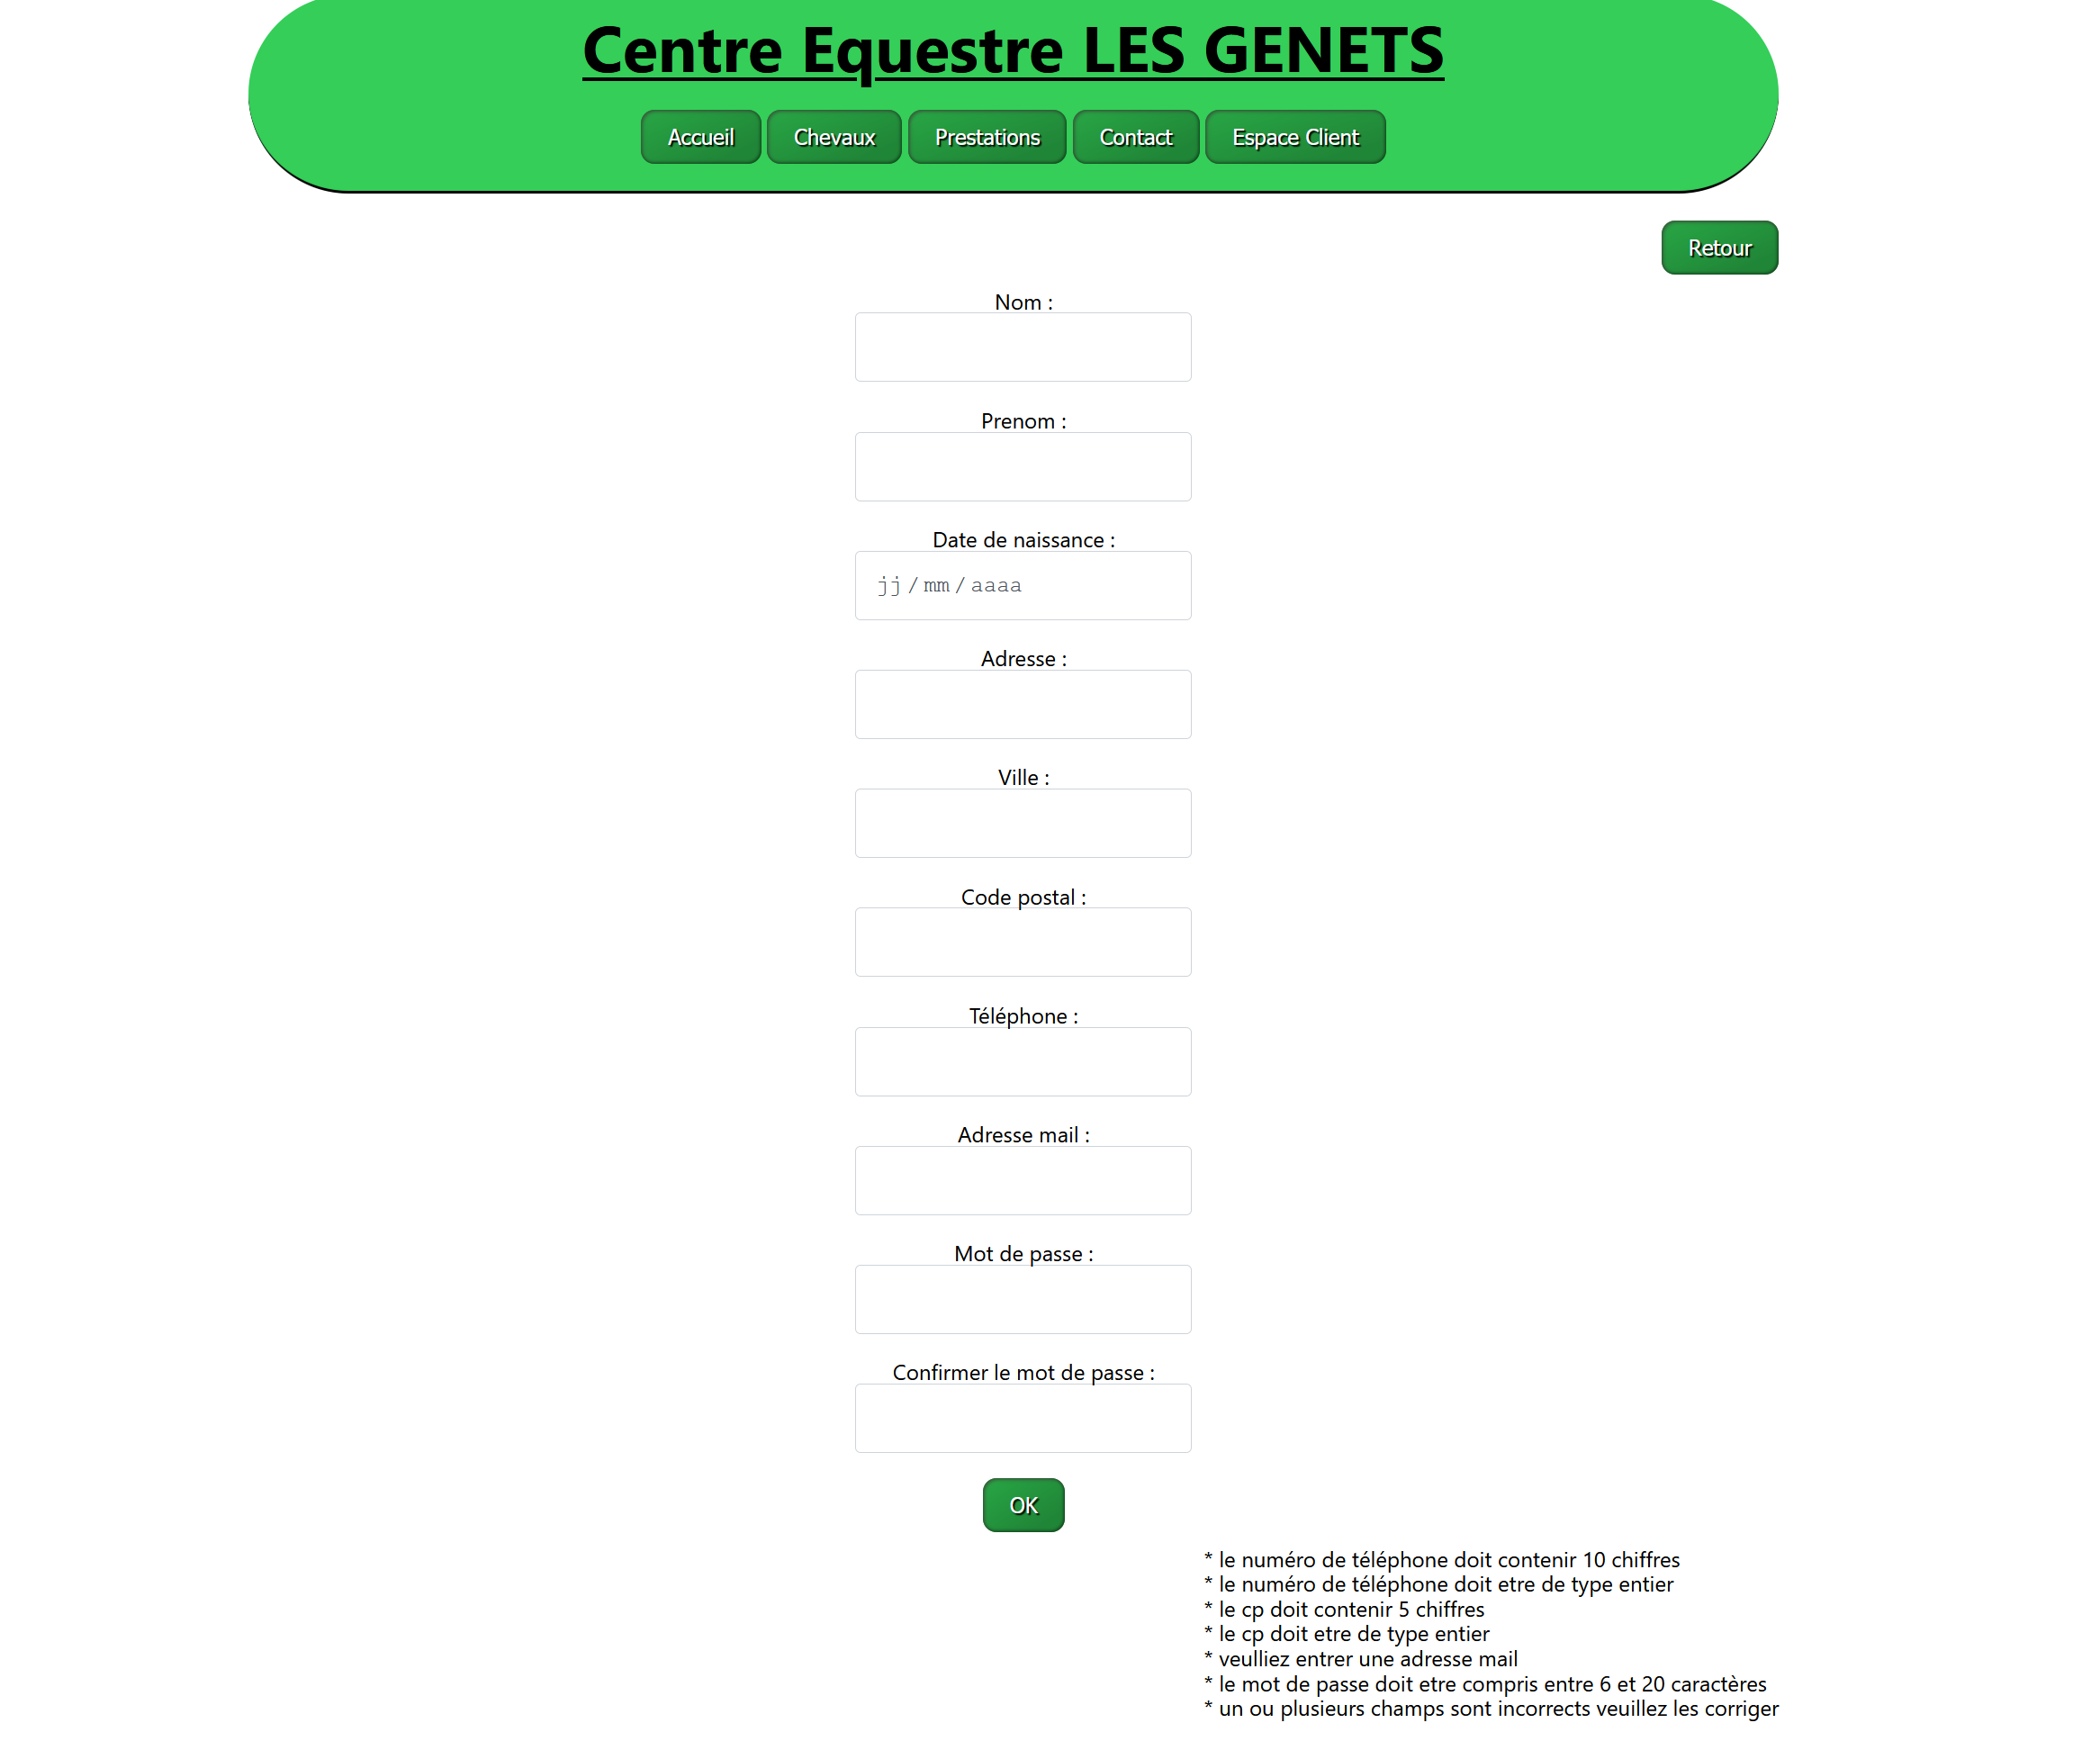 Centre Equestre LES GENETS
Accueil Chevaux Prestations Contact Espace Client
Retour
Nom :
Prenom :
Date de naissance :
jj / mm / aaaa
Adresse :
Ville :
Code postal :
Téléphone :
Adresse mail :
Mot de passe :
Confirmer le mot de passe :
OK
* le numéro de téléphone doit contenir 10 chiffres
* le numéro de téléphone doit etre de type entier
* le cp doit contenir 5 chiffres
* le cp doit etre de type entier
* veulliez entrer une adresse mail
* le mot de passe doit etre compris entre 6 et 20 caractères
* un ou plusieurs champs sont incorrects veuillez les corriger